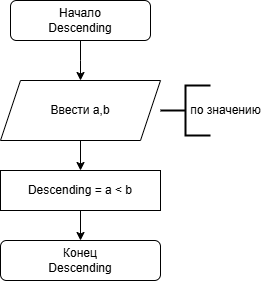 Начало
Descending
Ввести a,b
по значению
Descending = a < b
Конец
Descending